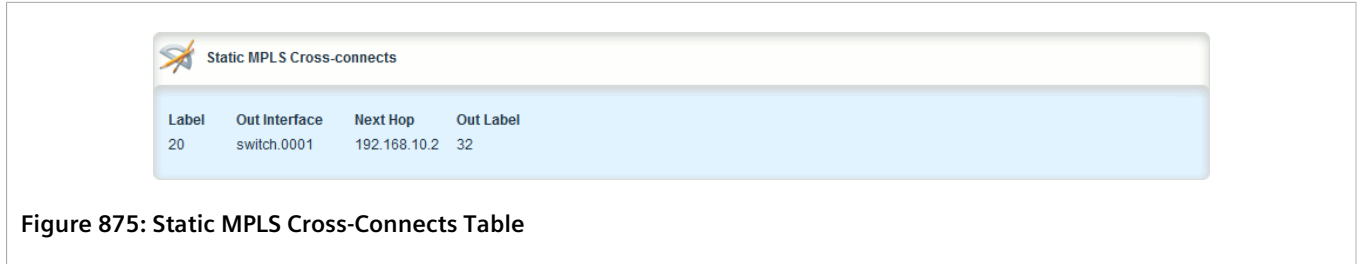 Static MPLS Cross-connects
Label Out Interface Next Hop Out Label
20 switch.0001 192.168.10.2 32
Figure 875: Static MPLS Cross-Connects Table